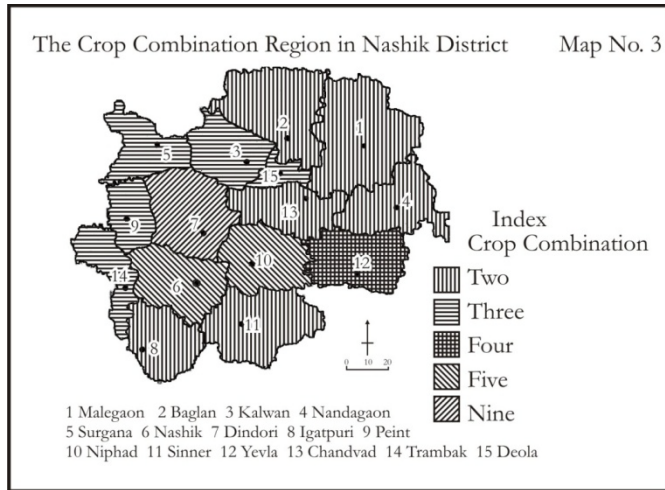 The Crop Combination Region in Nashik District Map No. 3
2
1
5
3
15
4
13
9
7
Index
Crop Combination
10
12
Two
14
6
Three
11
Four
8
0 10 20
Five
Nine
1 Malegaon 2 Baglan 3 Kalwan 4 Nandagaon
5 Surgana 6 Nashik 7 Dindori 8 Igatpuri 9 Peint
10 Niphad 11 Sinner 12 Yevla 13 Chandvad 14 Trambak 15 Deola